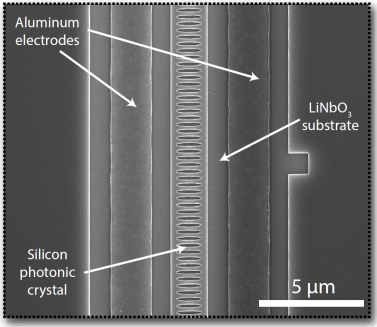 Aluminum
electrodes
LiNbO₃
substrate
Silicon
photonic
crystal
5 μm